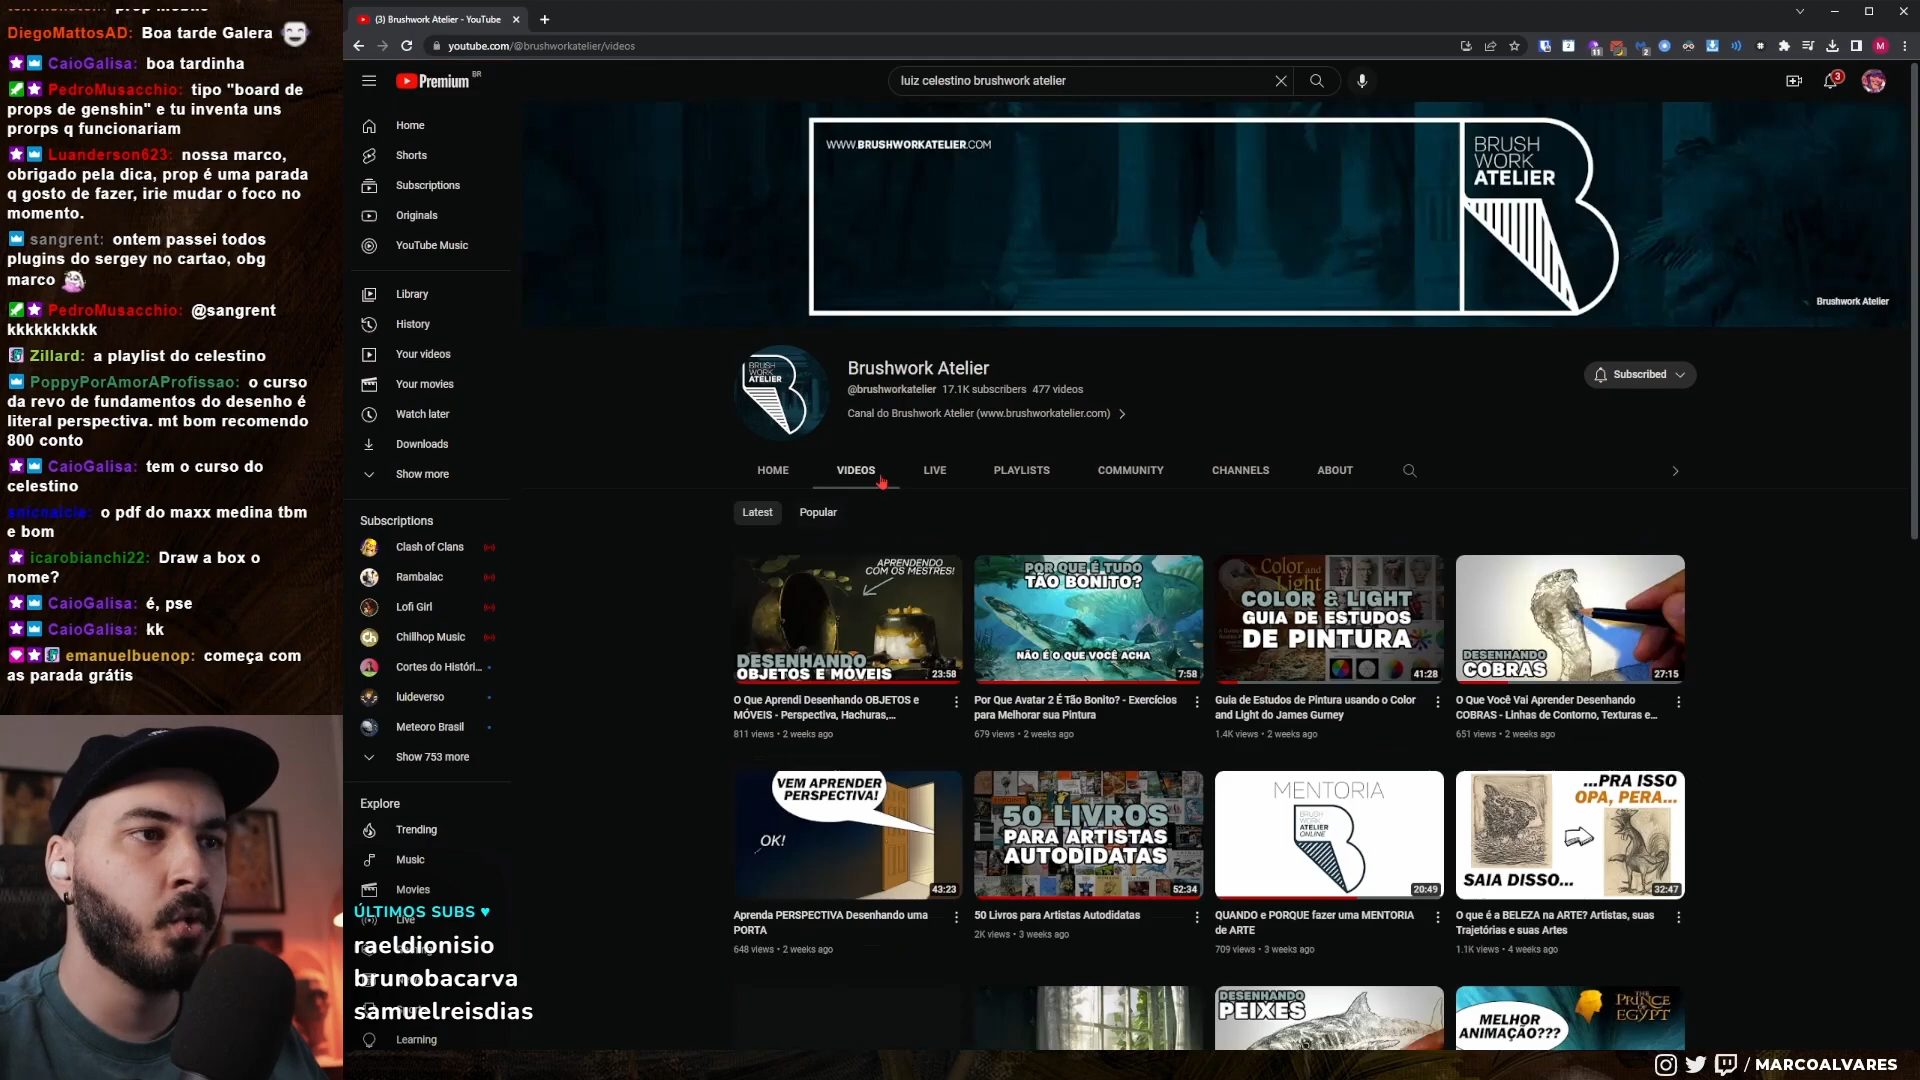 DiegoMattosAD: Boa tarde Galera
CaioGalisa: boa tardinha
PedroMusacchio: tipo "board de
props de genshin" e tu inventa uns
prorps q funcionariam
Luanderson623: nossa marco,
obrigado pela dica, prop é uma parada
q gosto de fazer, irie mudar o foco no
momento.
sangrent: ontem passei todos
plugins do sergey no cartao, obg
marco
PedroMusacchio: @sangrent
kkkkkkkkkk
Zillard: a playlist do celestino
PoppyPorAmorAProfissao: o curso
da revo de fundamentos do desenho é
literal perspectiva. mt bom recomendo
800 conto
CaioGalisa: tem o curso do
celestino
o pdf do maxx medina tbm
e bom
icarobianchi22: Draw a box o
nome?
CaioGalisa: é, pse
CaioGalisa: kk
emanuelbuenop: começa com
as parada grátis
(3) Brushwork Atelier - YouTube
youtube.com/@brushworkatelier/videos
Premium BR
luiz celestino brushwork atelier
3
Home
Shorts
Subscriptions
Originals
YouTube Music
Library
History
Your videos
Your movies
Watch later
Downloads
Show more
Subscriptions
Clash of Clans
Rambalac
Lofi Girl
Chillhop Music
Cortes do Históri...
luideverso
Meteoro Brasil
Show 753 more
Explore
Trending
Music
Movies
Live
Learning
ÚLTIMOS SUBS ♥
raeldionisio
brunobacarva
samuelreisdias
WWW.BRUSHWORKATELIER.COM
BRUSH
WORK
ATELIER
Brushwork Atelier
BRUSH
WORK
ATELIER
Brushwork Atelier
@brushworkatelier 17.1K subscribers 477 videos
Canal do Brushwork Atelier (www.brushworkatelier.com)
Subscribed
HOME VIDEOS LIVE PLAYLISTS COMMUNITY CHANNELS ABOUT
Latest Popular
APRENDENDO
COM OS MESTRES!
DESENHANDO
OBJETOS E MÓVEIS
23:58
O Que Aprendi Desenhando OBJETOS e
MÓVEIS - Perspectiva, Hachuras,...
811 views • 2 weeks ago
POR QUE É TUDO
TÃO BONITO?
NÃO É O QUE VOCÊ ACHA
7:58
Por Que Avatar 2 É Tão Bonito? - Exercícios
para Melhorar sua Pintura
679 views • 2 weeks ago
Color and
Light
COLOR & LIGHT
GUIA DE ESTUDOS
DE PINTURA
41:28
Guia de Estudos de Pintura usando o Color
and Light do James Gurney
1.4K views • 2 weeks ago
DESENHANDO
COBRAS
27:15
O Que Você Vai Aprender Desenhando
COBRAS - Linhas de Contorno, Texturas e...
651 views • 2 weeks ago
VEM APRENDER
PERSPECTIVA!
OK!
43:23
Aprenda PERSPECTIVA Desenhando uma
PORTA
648 views • 2 weeks ago
50 LIVROS
PARA ARTISTAS
AUTODIDATAS
52:34
50 Livros para Artistas Autodidatas
2K views • 3 weeks ago
MENTORIA
BRUSH
WORK
ATELIER
ONLINE
20:49
QUANDO e PORQUE fazer uma MENTORIA
de ARTE
709 views • 3 weeks ago
...PRA ISSO
OPA, PERA...
SAIA DISSO...
32:47
O que é a BELEZA na ARTE? Artistas, suas
Trajetórias e suas Artes
1.1K views • 4 weeks ago
DESENHANDO
PEIXES
MELHOR
ANIMAÇÃO???
THE
PRINCE
OF
EGYPT
/ MARCOALVARES